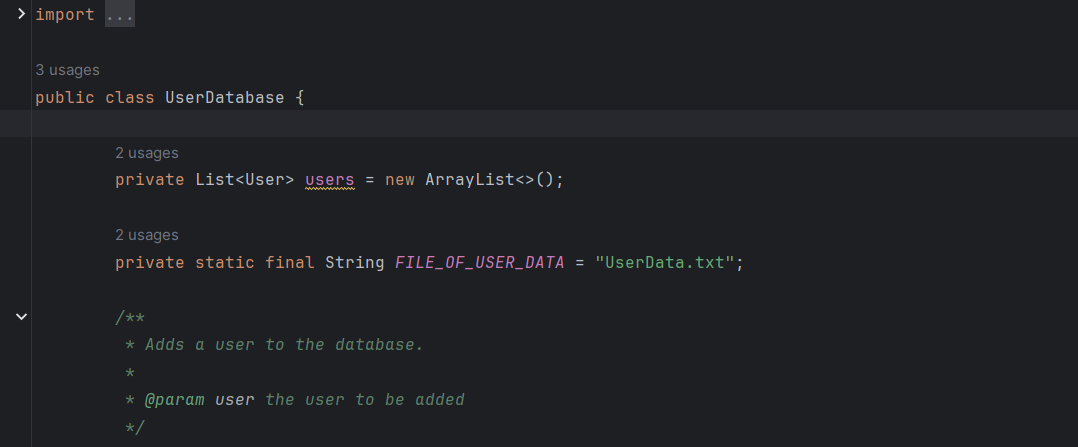 import ...
3 usages
public class UserDatabase {
2 usages
private List<User> users = new ArrayList<>();
2 usages
private static final String FILE_OF_USER_DATA = "UserData.txt";
/**
* Adds a user to the database.
*
* @param user the user to be added
*/